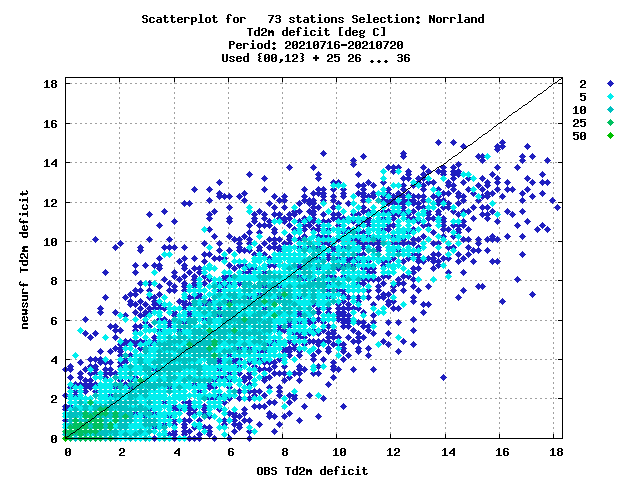 Scatterplot for   73 stations Selection: Norrland
Td2m deficit [deg C]
Period: 20210716-20210720
Used {00,12} + 25 26 ... 36
18
16
14
12
10
8
6
4
2
0
newsurf Td2m deficit
0 2 4 6 8 10 12 14 16 18
OBS Td2m deficit
2
5
10
25
50